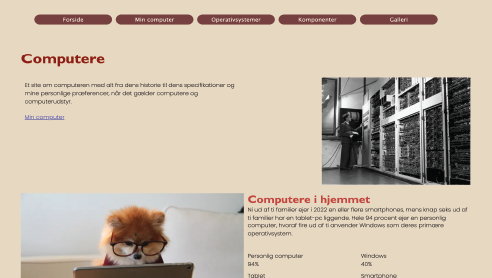 Forside
Min computer
Operativsystemer
Komponenter
Galleri
Computere
Et site om computeren med alt fra dens historie til dens specifikationer og
mine personlige præferencer, når det gælder computere og
computerudstyr.
Min computer
Computere i hjemmet
Ni ud af ti familier ejer i 2022 en eller flere smartphones, mens knap seks ud af
ti familier har en tablet-pc liggende. Hele 94 procent ejer en personlig
computer, hvoraf fire ud af ti anvender Windows som deres primære
operativsystem.
Personlig computer
94%
Windows
40%
Tablet
Smartphone